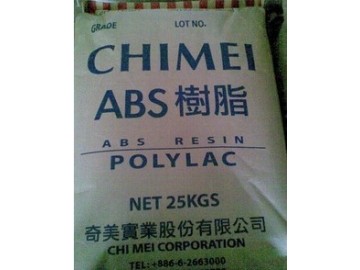 GRADE LOT NO.
CHIMEI
ABS 樹脂
ABS RESIN
POLYLAC
NET 25KGS
奇美實業股份有限公司
CHI MEI CORPORATION
TEL: +886-6-2663000